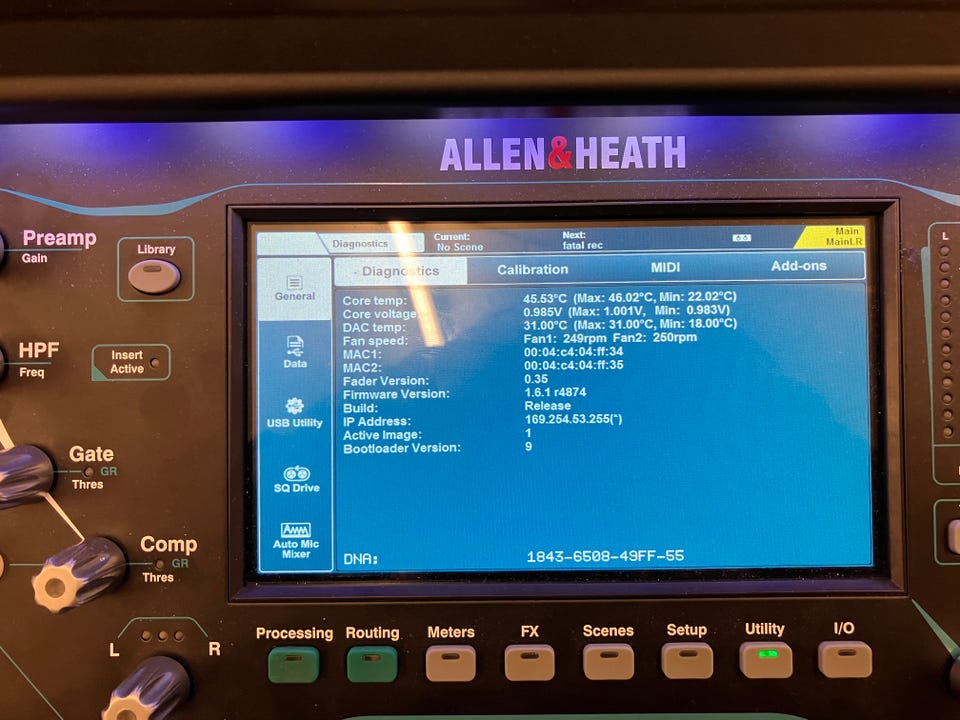 ALLEN&HEATH
Preamp
Gain
Library
HPF
Freq
Insert
Active
Gate
GR
Thres
Comp
GR
Thres
L
R
L
Diagnostics
Current:
No Scene
Next:
fatal rec
Main
MainLR
General
Data
USB Utility
SQ Drive
Auto Mic
Mixer
Diagnostics
Calibration
MIDI
Add-ons
Core temp: 45.53°C (Max: 46.02°C, Min: 22.02°C)
Core voltage: 0.985V (Max: 1.001V, Min: 0.983V)
DAC temp: 31.00°C (Max: 31.00°C, Min: 18.00°C)
Fan speed: Fan1: 249rpm Fan2: 250rpm
MAC1: 00:04:c4:04:ff:34
MAC2: 00:04:c4:04:ff:35
Fader Version: 0.35
Firmware Version: 1.6.1 r4874
Build: Release
IP Address: 169.254.53.255(*)
Active Image: 1
Bootloader Version: 9
DNA: 1843-6508-49FF-55
Processing
Routing
Meters
FX
Scenes
Setup
Utility
I/O